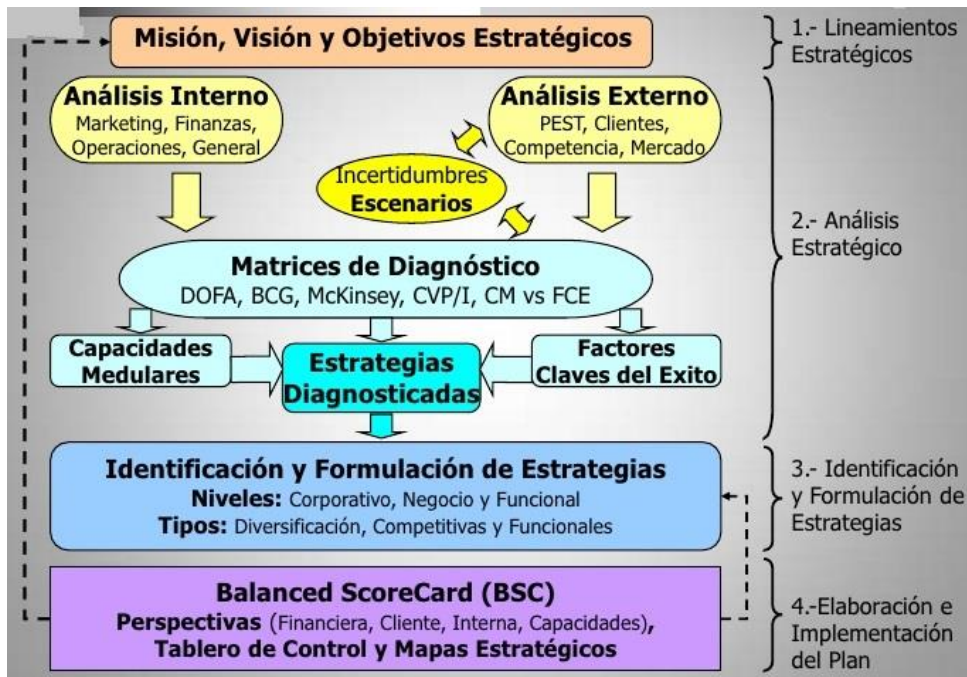 Misión, Visión y Objetivos Estratégicos
1.- Lineamientos
Estratégicos
Análisis Interno
Marketing, Finanzas,
Operaciones, General
Análisis Externo
PEST, Clientes,
Competencia, Mercado
Incertidumbres
Escenarios
2.- Análisis
Estratégico
Matrices de Diagnóstico
DOFA, BCG, McKinsey, CVP/I, CM vs FCE
Capacidades
Medulares
Estrategias
Diagnosticadas
Factores
Claves del Exito
Identificación y Formulación de Estrategias
Niveles: Corporativo, Negocio y Funcional
Tipos: Diversificación, Competitivas y Funcionales
3.- Identificación
y Formulación de
Estrategias
Balanced ScoreCard (BSC)
Perspectivas (Financiera, Cliente, Interna, Capacidades),
Tablero de Control y Mapas Estratégicos
4.-Elaboración e
Implementación
del Plan